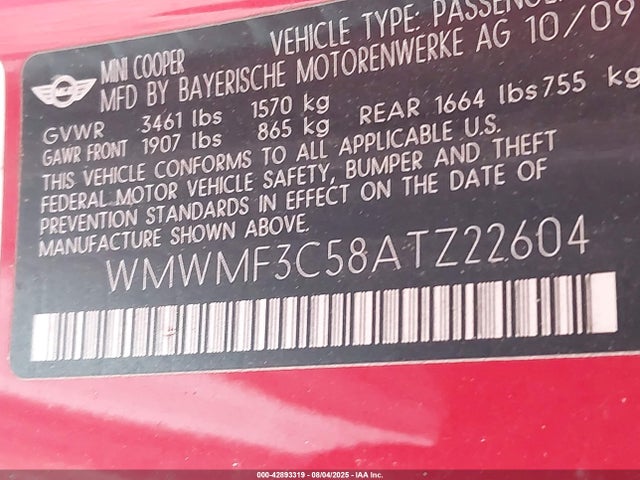 MINI COOPER VEHICLE TYPE: PASSENGER
MFD BY BAYERISCHE MOTORENWERKE AG 10/09
GVWR 3461 lbs 1570 kg
GAWR FRONT 1907 lbs 865 kg REAR 1664 lbs 755 kg
THIS VEHICLE CONFORMS TO ALL APPLICABLE U.S.
FEDERAL MOTOR VEHICLE SAFETY, BUMPER AND THEFT
PREVENTION STANDARDS IN EFFECT ON THE DATE OF
MANUFACTURE SHOWN ABOVE.
WMWMF3C58ATZ22604
000-42893319 - 08/04/2025 - IAA Inc.